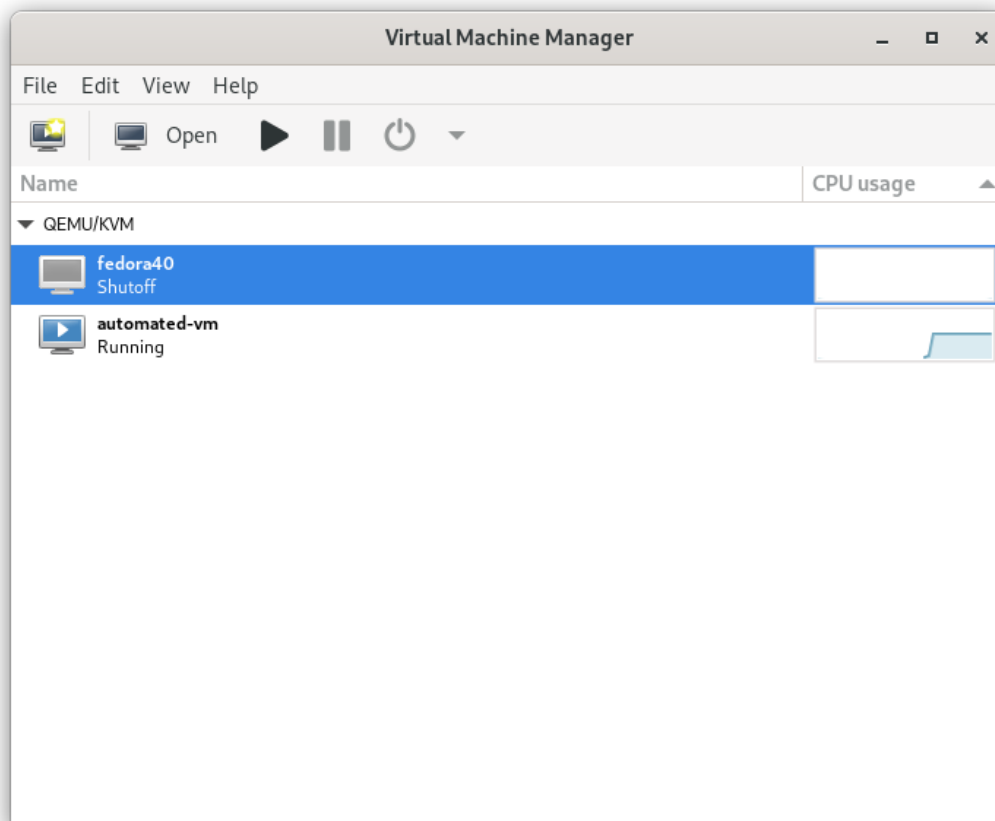 Virtual Machine Manager
File Edit View Help
Open
Name CPU usage
QEMU/KVM
fedora40
Shutoff
automated-vm
Running